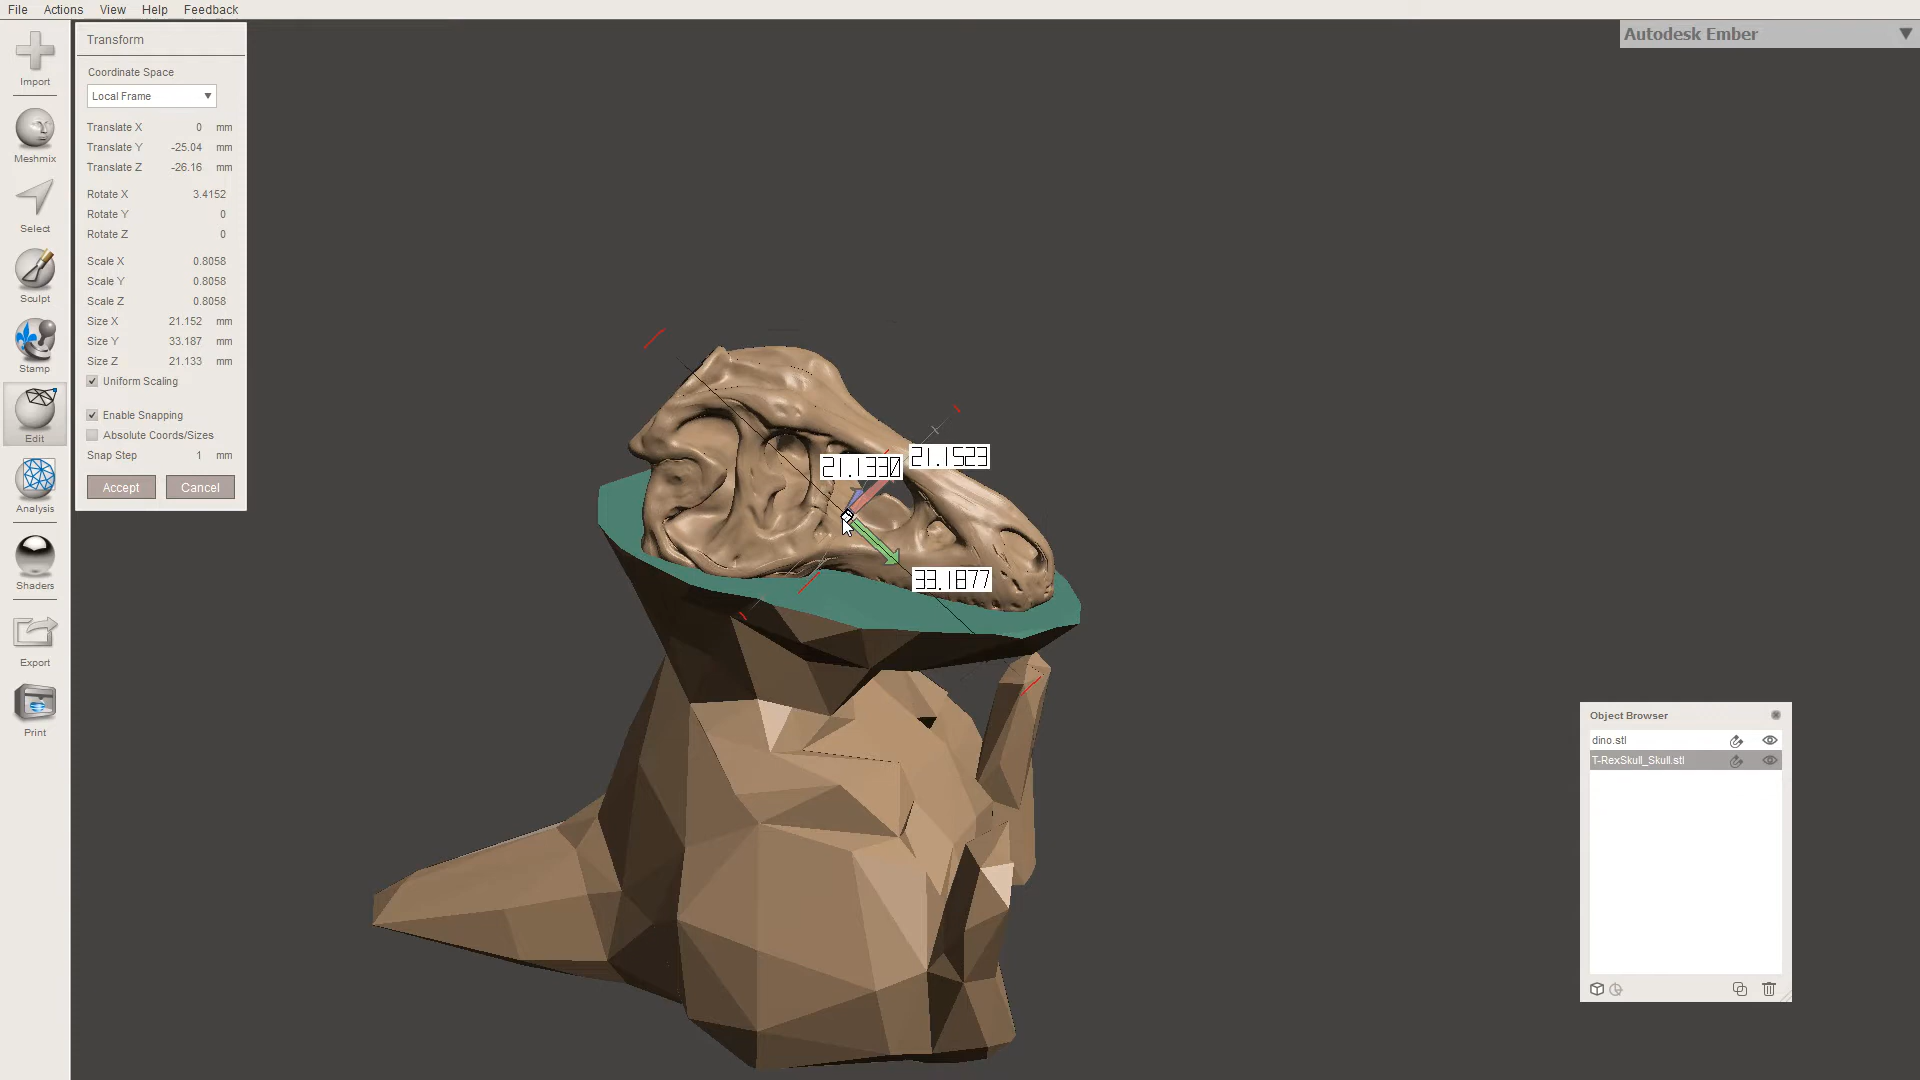 File Actions View Help Feedback
Autodesk Ember
Import
Meshmix
Select
Sculpt
Stamp
Edit
Analysis
Shaders
Export
Print
Transform
Coordinate Space
Local Frame
Translate X 0 mm
Translate Y -25.04 mm
Translate Z -26.16 mm
Rotate X 3.4152
Rotate Y 0
Rotate Z 0
Scale X 0.8058
Scale Y 0.8058
Scale Z 0.8058
Size X 21.152 mm
Size Y 33.187 mm
Size Z 21.133 mm
Uniform Scaling
Enable Snapping
Absolute Coords/Sizes
Snap Step 1 mm
Accept Cancel
21.1330 21.1523
33.1877
Object Browser
dino.stl
T-RexSkull_Skull.stl